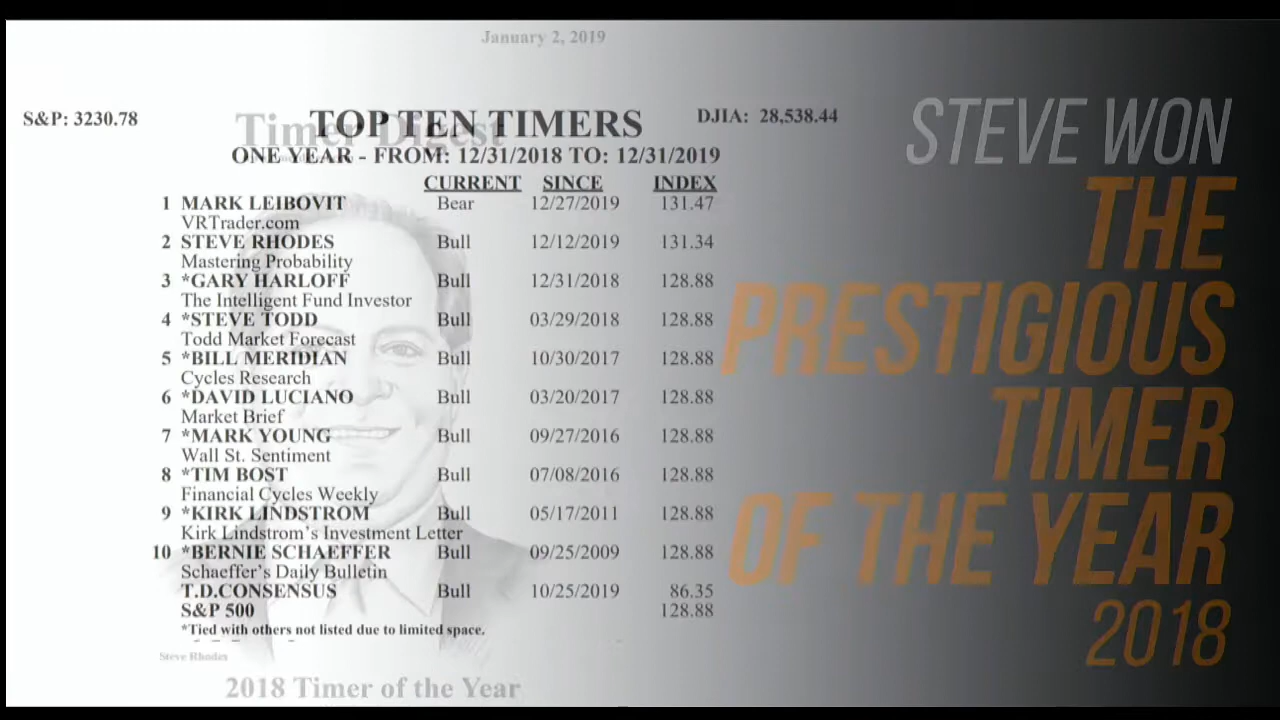 January 2, 2019
S&P: 3230.78
Timer Digest
TOP TEN TIMERS
DJIA: 28,538.44
ONE YEAR - FROM: 12/31/2018 TO: 12/31/2019
CURRENT SINCE INDEX
1 MARK LEIBOVIT Bear 12/27/2019 131.47
VRTrader.com
2 STEVE RHODES Bull 12/12/2019 131.34
Mastering Probability
3 *GARY HARLOFF Bull 12/31/2018 128.88
The Intelligent Fund Investor
4 *STEVE TODD Bull 03/29/2018 128.88
Todd Market Forecast
5 *BILL MERIDIAN Bull 10/30/2017 128.88
Cycles Research
6 *DAVID LUCIANO Bull 03/20/2017 128.88
Market Brief
7 *MARK YOUNG Bull 09/27/2016 128.88
Wall St. Sentiment
8 *TIM BOST Bull 07/08/2016 128.88
Financial Cycles Weekly
9 *KIRK LINDSTROM Bull 05/17/2011 128.88
Kirk Lindstrom's Investment Letter
10 *BERNIE SCHAEFFER Bull 09/25/2009 128.88
Schaeffer's Daily Bulletin
T.D.CONSENSUS Bull 10/25/2019 86.35
S&P 500 128.88
*Tied with others not listed due to limited space.
Steve Rhodes
2018 Timer of the Year
STEVE WON
THE
PRESTIGIOUS
TIMER
OF THE YEAR
2018